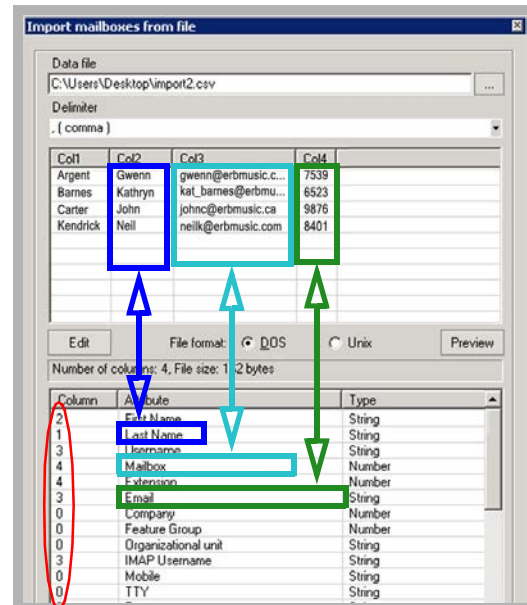 Import mailboxes from file
Data file
C:\Users\Desktop\import2.csv ...
Delimiter
, ( comma )
Col1 Col2 Col3 Col4
Argent Gwenn gwenn@erbmusic.c... 7539
Barnes Kathryn kat_barnes@erbmu... 6523
Carter John johnc@erbmusic.ca 9876
Kendrick Neil neilk@erbmusic.com 8401
Edit File format: DOS Unix Preview
Number of columns: 4, File size: bytes
Column Attribute Type
2 First Name String
1 Last Name String
3 Username String
4 Mailbox Number
4 Extension Number
3 Email String
0 Company Number
0 Feature Group Number
0 Organizational unit String
3 IMAP Username String
0 Mobile String
0 TTY String